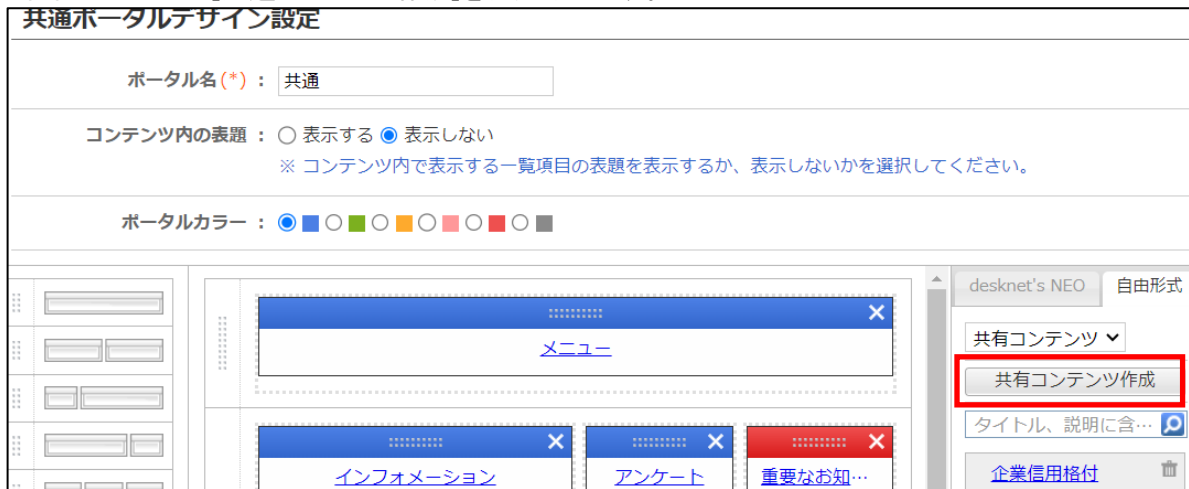 共通ポータルデザイン設定
ポータル名(*) : 共通
コンテンツ内の表題 : 表示する 表示しない
※ コンテンツ内で表示する一覧項目の表題を表示するか、表示しないかを選択してください。
ポータルカラー :
desknet's NEO 自由形式
共有コンテンツ
共有コンテンツ作成
タイトル、説明に含…
メニュー
インフォメーション アンケート 重要なお知…
企業信用格付